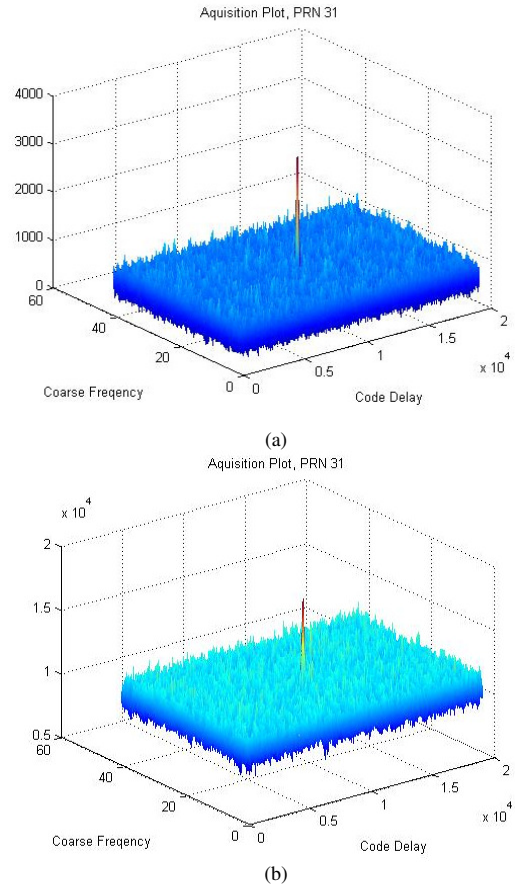 Aquisition Plot, PRN 31
4000
3000
2000
1000
0
60
40
20
0
0
0.5
1
1.5
2
x 10^4
Coarse Freqency
Code Delay
(a)
Aquisition Plot, PRN 31
x 10^4
2
1.5
1
0.5
60
40
20
0
0
0.5
1
1.5
2
x 10^4
Coarse Freqency
Code Delay
(b)